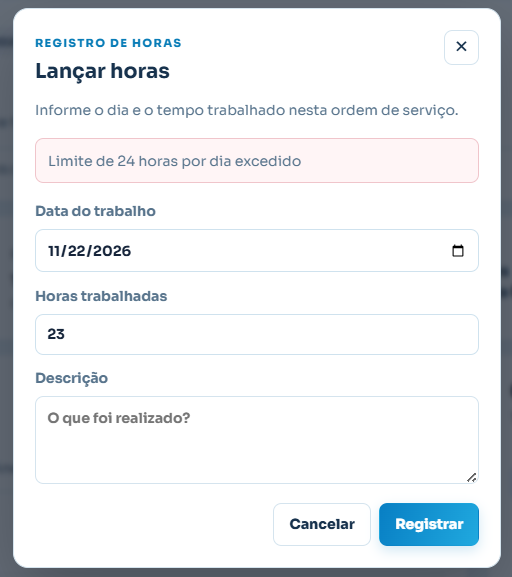 REGISTRO DE HORAS
Lançar horas
Informe o dia e o tempo trabalhado nesta ordem de serviço.
Limite de 24 horas por dia excedido
Data do trabalho
11/22/2026
Horas trabalhadas
23
Descrição
O que foi realizado?
Cancelar
Registrar